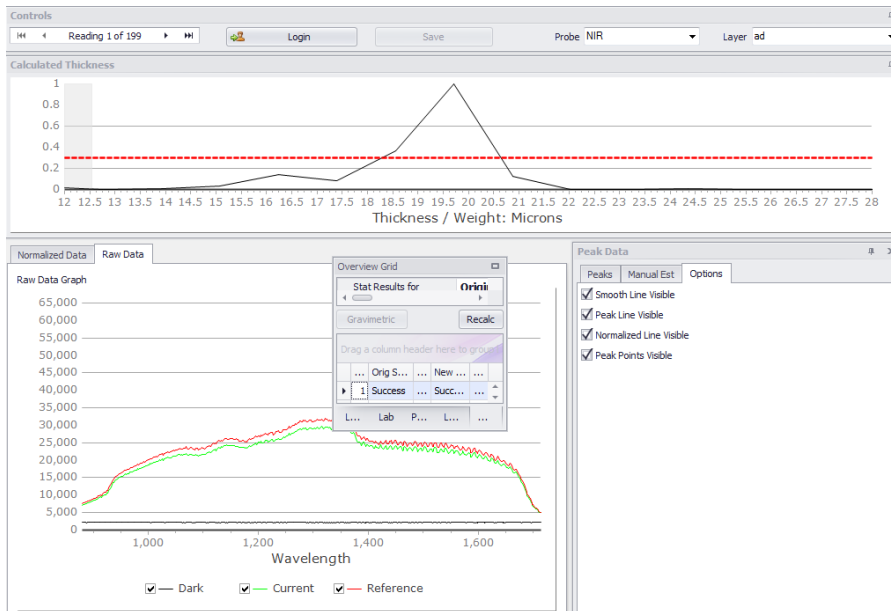 Controls
Reading 1 of 199 Login Save Probe NIR Layer ad
Calculated Thickness
1
0.8
0.6
0.4
0.2
0
12 12.5 13 13.5 14 14.5 15 15.5 16 16.5 17 17.5 18 18.5 19 19.5 20 20.5 21 21.5 22 22.5 23 23.5 24 24.5 25 25.5 26 26.5 27 27.5 28
Thickness / Weight: Microns
Normalized Data Raw Data
Raw Data Graph
65,000
60,000
55,000
50,000
45,000
40,000
35,000
30,000
25,000
20,000
15,000
10,000
5,000
0
1,000 1,200 1,400 1,600
Wavelength
Dark Current Reference
Overview Grid
Stat Results for Origi
Gravimetric Recalc
Drag a column header here to grou
... Orig S... ... New ... ...
1 Success ... Succ... ...
L... Lab P... L... ...
Peak Data
Peaks Manual Est Options
Smooth Line Visible
Peak Line Visible
Normalized Line Visible
Peak Points Visible